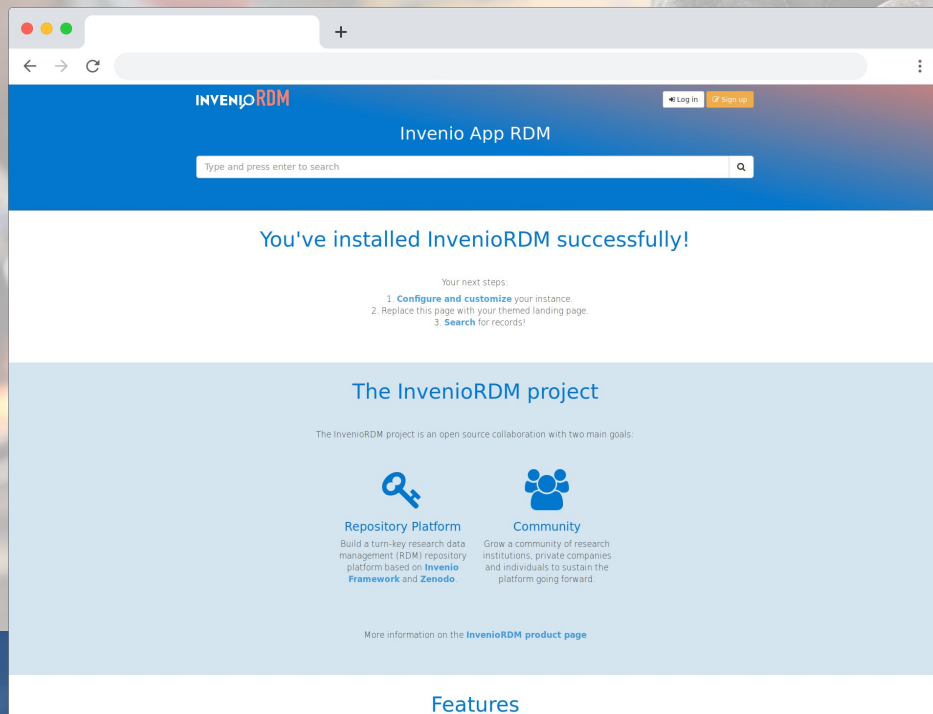 INVENIORDM
Log in
Sign up
Invenio App RDM
Type and press enter to search
You've installed InvenioRDM successfully!
Your next steps:
1. Configure and customize your instance.
2. Replace this page with your themed landing page.
3. Search for records!
The InvenioRDM project
The InvenioRDM project is an open source collaboration with two main goals:
Repository Platform
Build a turn-key research data
management (RDM) repository
platform based on Invenio
Framework and Zenodo.
Community
Grow a community of research
institutions, private companies
and individuals to sustain the
platform going forward.
More information on the InvenioRDM product page
Features